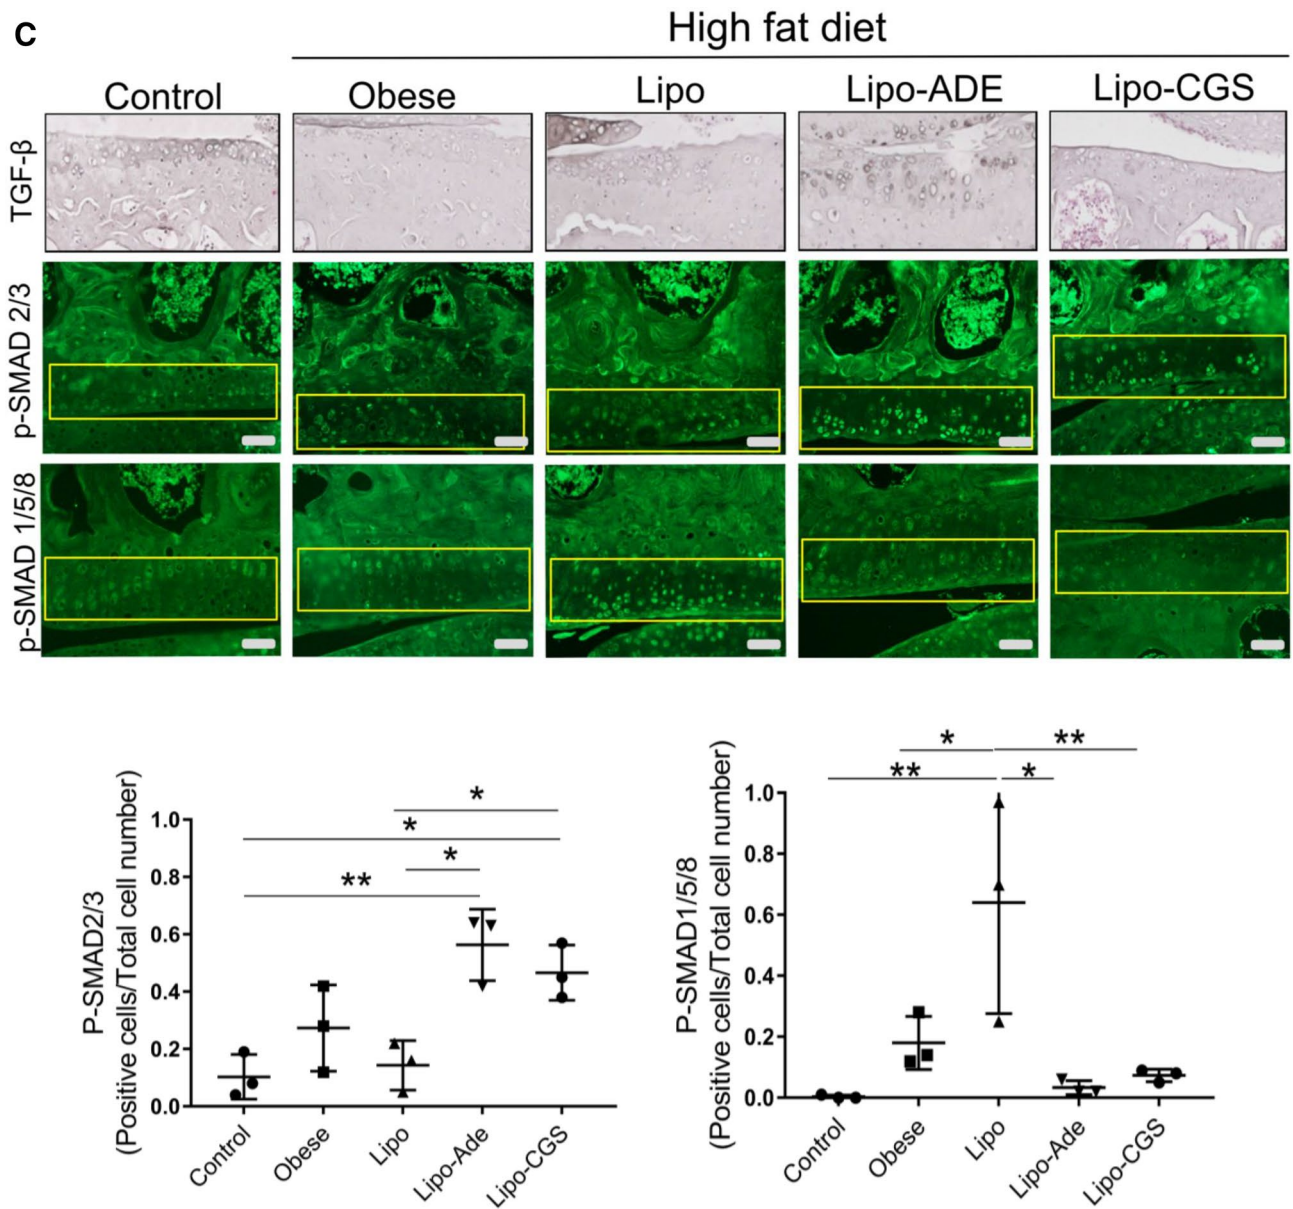 C
High fat diet
Control
Obese
Lipo
Lipo-ADE
Lipo-CGS
TGF-β
p-SMAD 2/3
p-SMAD 1/5/8
P-SMAD2/3
(Positive cells/Total cell number)
1.0
0.8
0.6
0.4
0.2
0.0
*
*
*
**
Control
Obese
Lipo
Lipo-Ade
Lipo-CGS
P-SMAD1/5/8
(Positive cells/Total cell number)
1.0
0.8
0.6
0.4
0.2
0.0
*
**
**
*
Control
Obese
Lipo
Lipo-Ade
Lipo-CGS